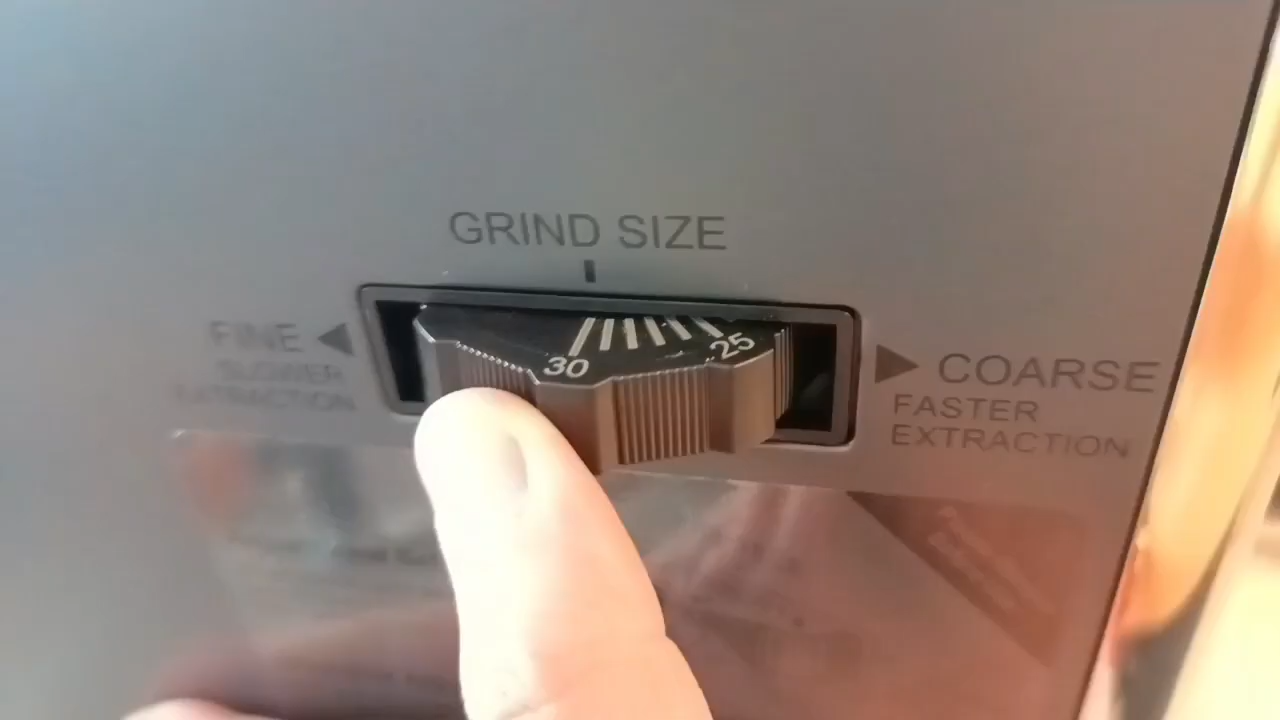 GRIND SIZE
FINE
SLOWER
EXTRACTION
30
25
COARSE
FASTER
EXTRACTION